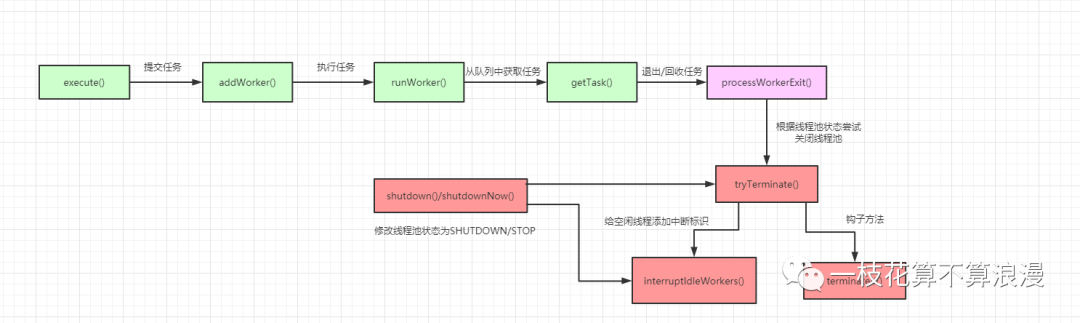 提交任务
执行任务
从队列中获取任务
退出/回收任务
execute()
addWorker()
runWorker()
getTask()
processWorkerExit()
根据线程池状态尝试
关闭线程池
shutdown()/shutdownNow()
tryTerminate()
修改线程池状态为SHUTDOWN/STOP
给空闲线程添加中断标识
钩子方法
interruptIdleWorkers()
一枝花算不算浪漫